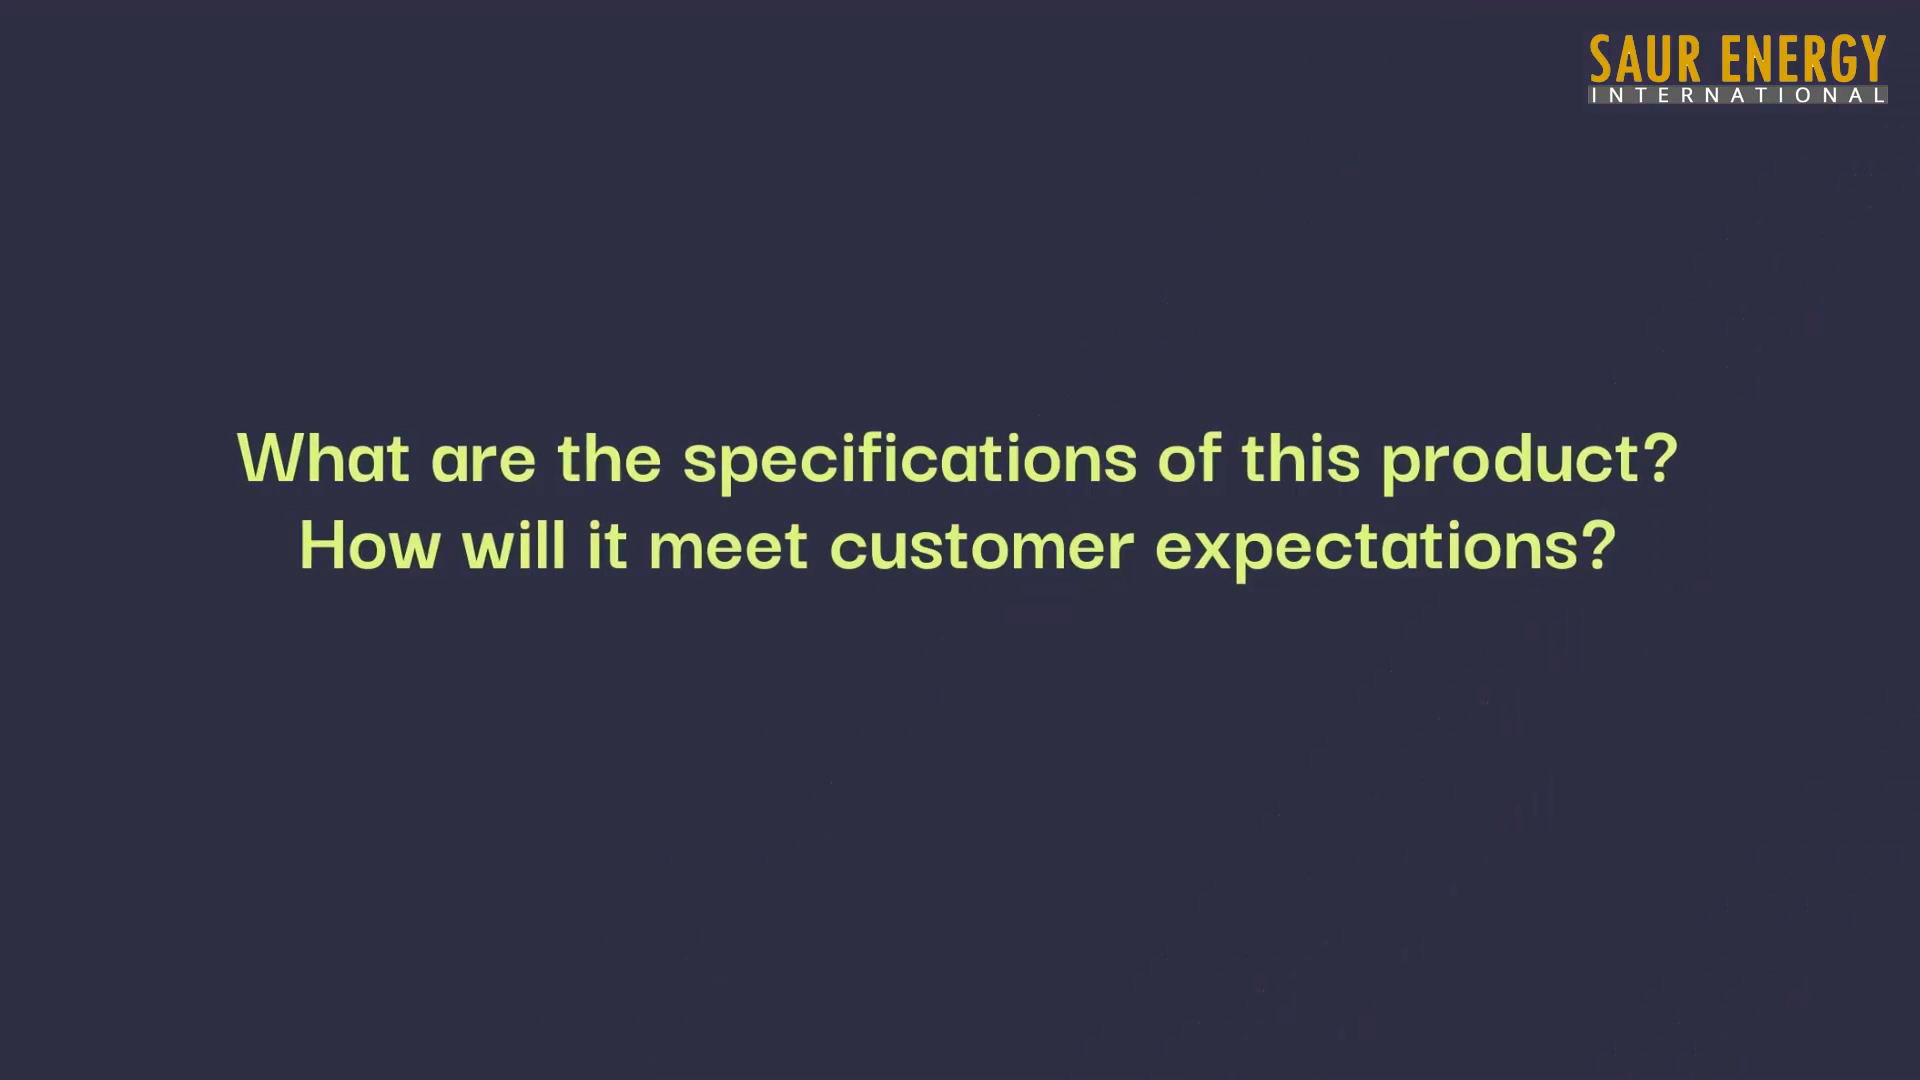 SAUR ENERGY
INTERNATIONAL
What are the specifications of this product?
How will it meet customer expectations?